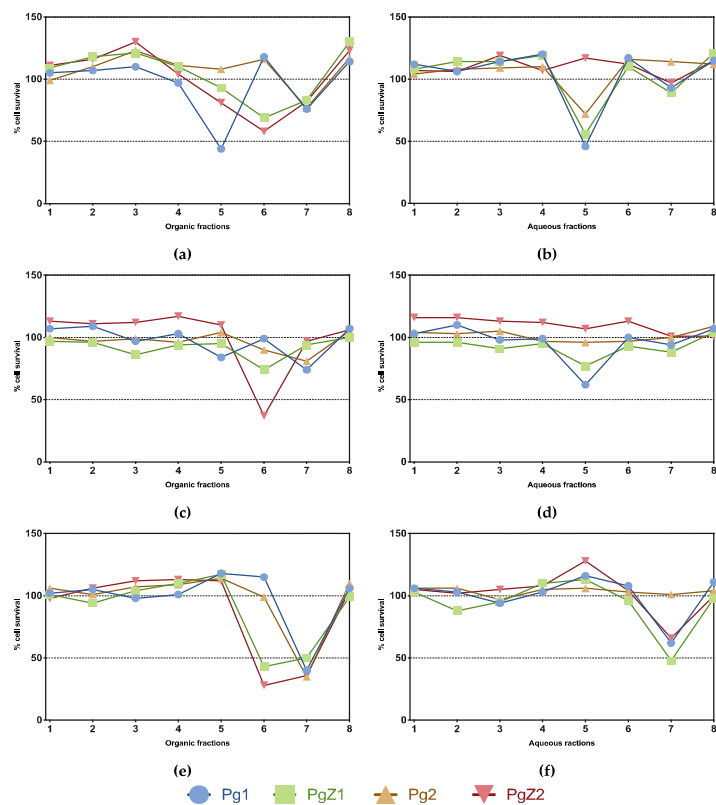 150
100
50
0
% cell survival
1 2 3 4 5 6 7 8
Organic fractions
(a)
150
100
50
0
% cell survival
1 2 3 4 5 6 7 8
Aqueous fractions
(b)
150
100
50
0
% cell survival
1 2 3 4 5 6 7 8
Organic fractions
(c)
150
100
50
0
% cell survival
1 2 3 4 5 6 7 8
Aqueous fractions
(d)
150
100
50
0
% cell survival
1 2 3 4 5 6 7 8
Organic fractions
(e)
150
100
50
0
% cell survival
1 2 3 4 5 6 7 8
Aqueous ractions
(f)
Pg1 PgZ1 Pg2 PgZ2